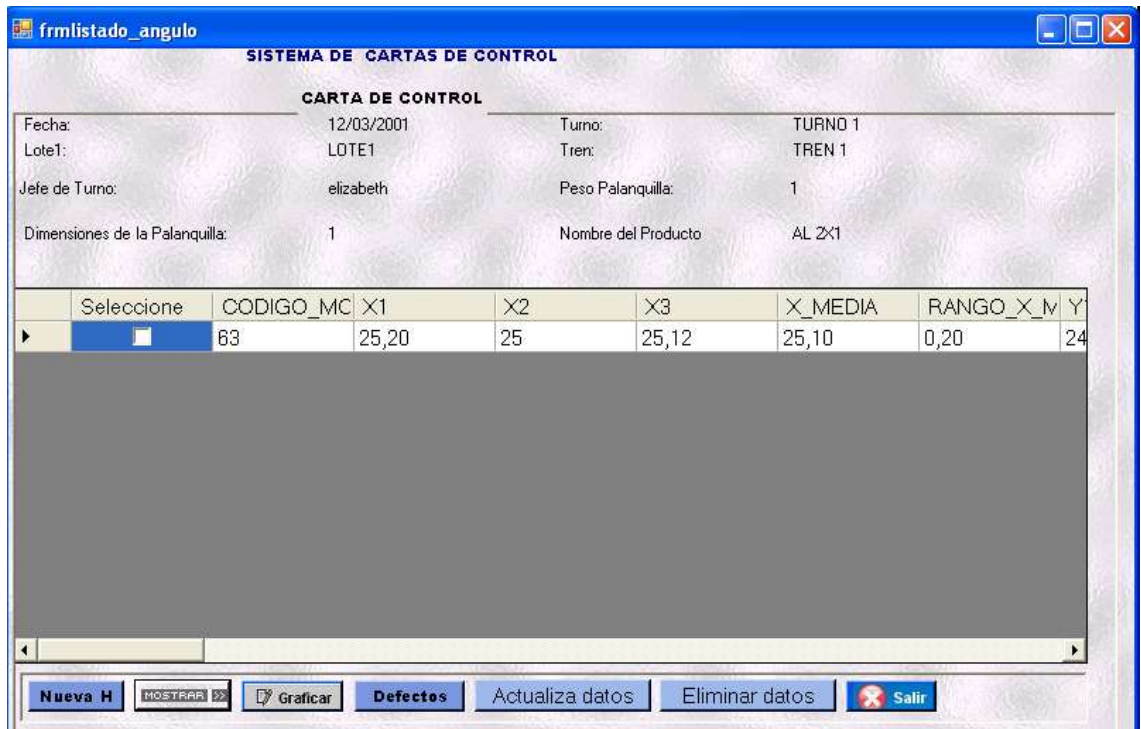 frmlistado_angulo
SISTEMA DE CARTAS DE CONTROL
CARTA DE CONTROL
Fecha: 12/03/2001 Turno: TURNO 1
Lote1: LOTE1 Tren: TREN 1
Jefe de Turno: elizabeth Peso Palanquilla: 1
Dimensiones de la Palanquilla: 1 Nombre del Producto AL 2X1
Seleccione CODIGO_MC X1 X2 X3 X_MEDIA RANGO_X_M Y
63 25,20 25 25,12 25,10 0,20 24
Nueva H MOSTRAR >> Graficar Defectos Actualiza datos Eliminar datos Salir